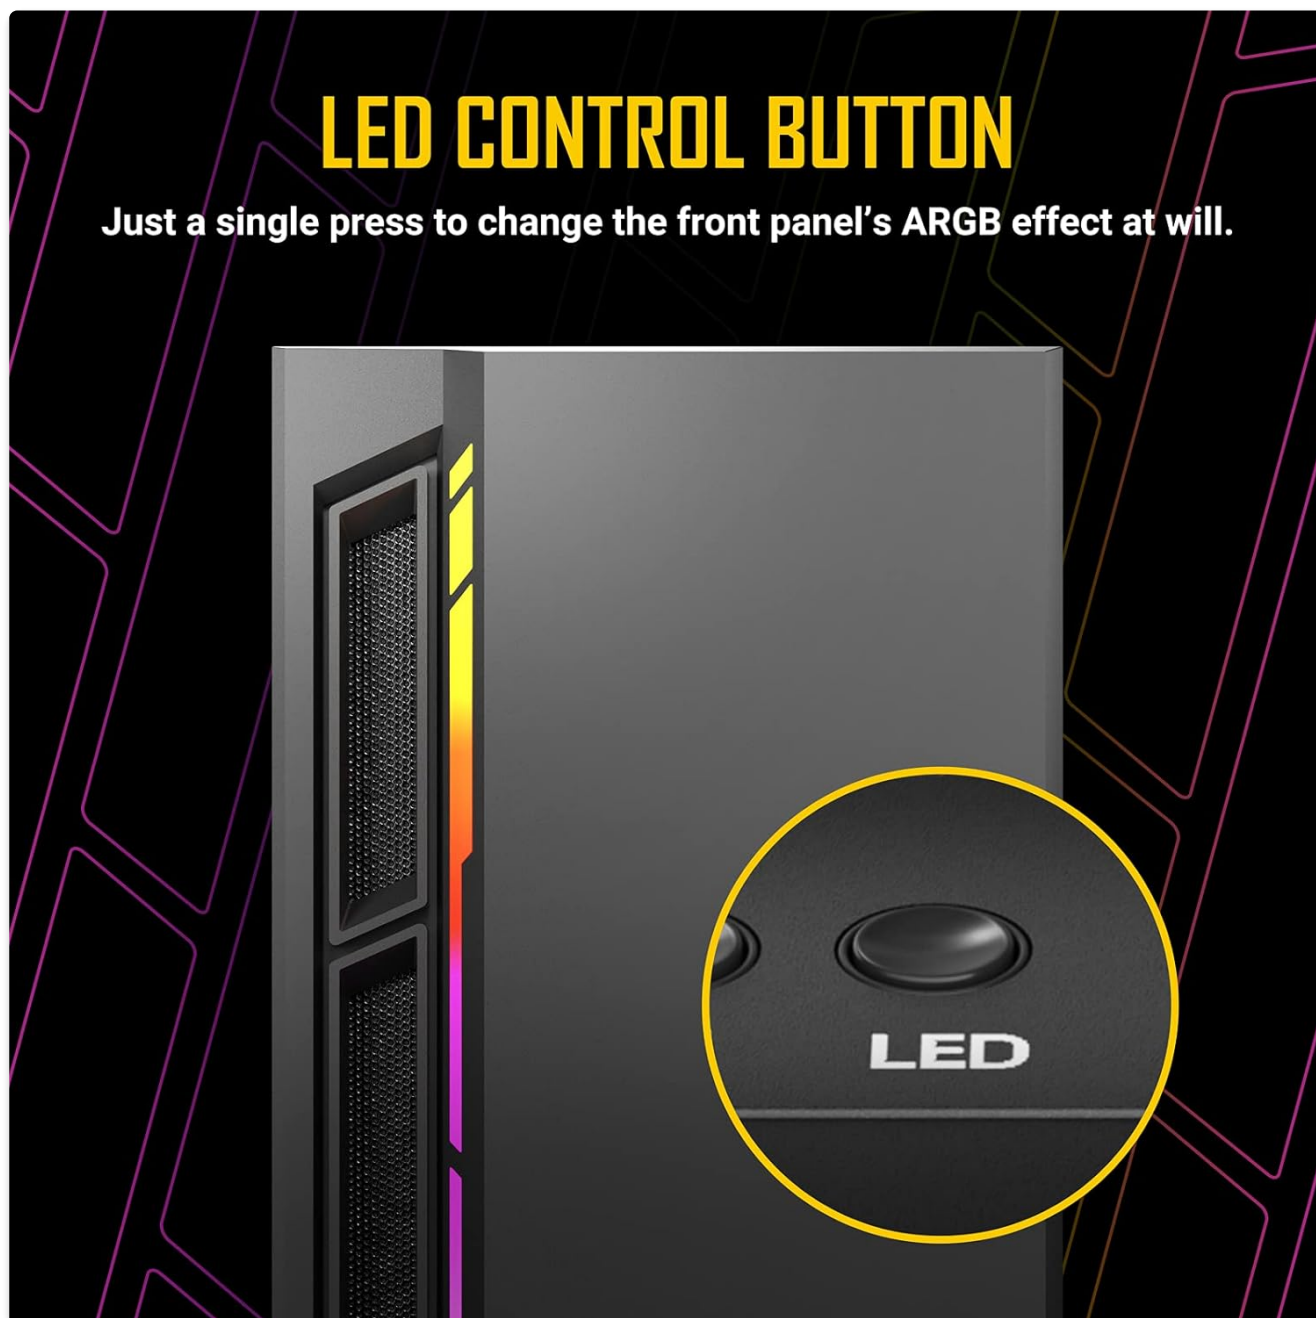 LED CONTROL BUTTON
Just a single press to change the front panel’s ARGB effect at will.
LED